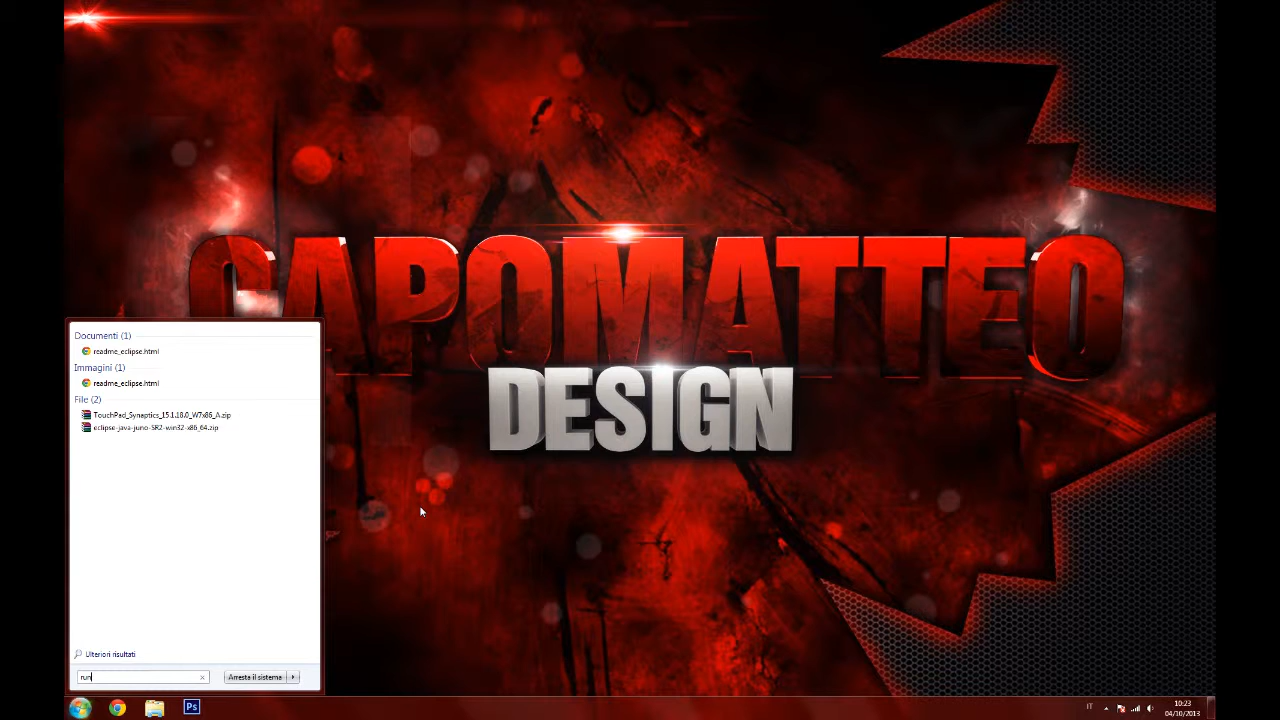 CAPOMATTEO
DESIGN
Documenti (1)
readme_eclipse.html
Immagini (1)
readme_eclipse.html
File (2)
TouchPad_Synaptics_15.1.18.0_W7x86_A.zip
eclipse-java-juno-SR2-win32-x86_64.zip
Ulteriori risultati
run
Arresta il sistema
Ps
IT
10:23
04/10/2013